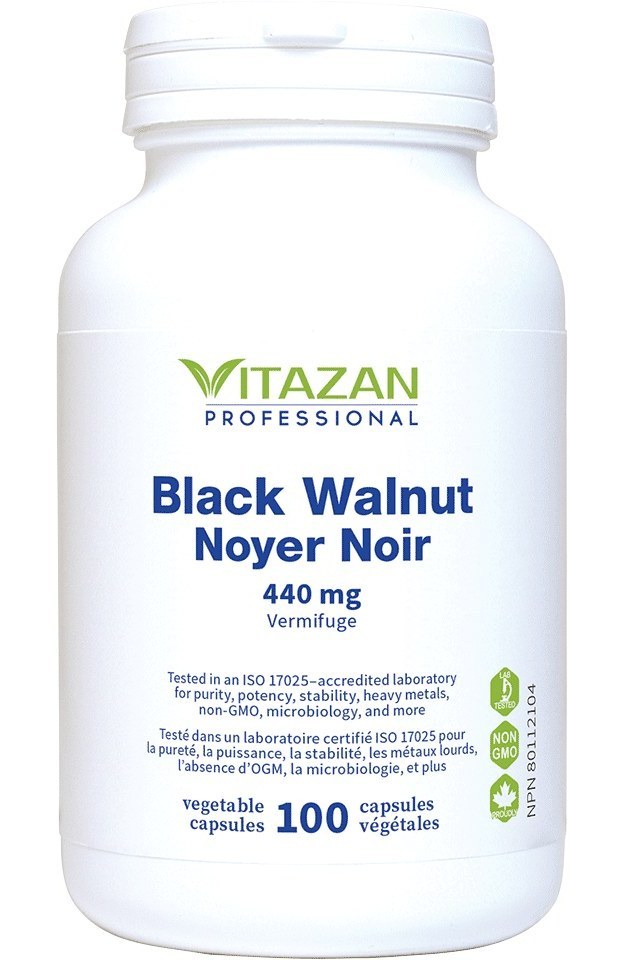 VITAZAN
PROFESSIONAL
Black Walnut
Noyer Noir
440 mg
Vermifuge
Tested in an ISO 17025–accredited laboratory
for purity, potency, stability, heavy metals,
non-GMO, microbiology, and more
Testé dans un laboratoire certifié ISO 17025 pour
la pureté, la puissance, la stabilité, les métaux lourds,
l'absence d'OGM, la microbiologie, et plus
vegetable
capsules
100
capsules
végétales
LAB
TESTED
NON
GMO
PROUDLY
NPN 80112104